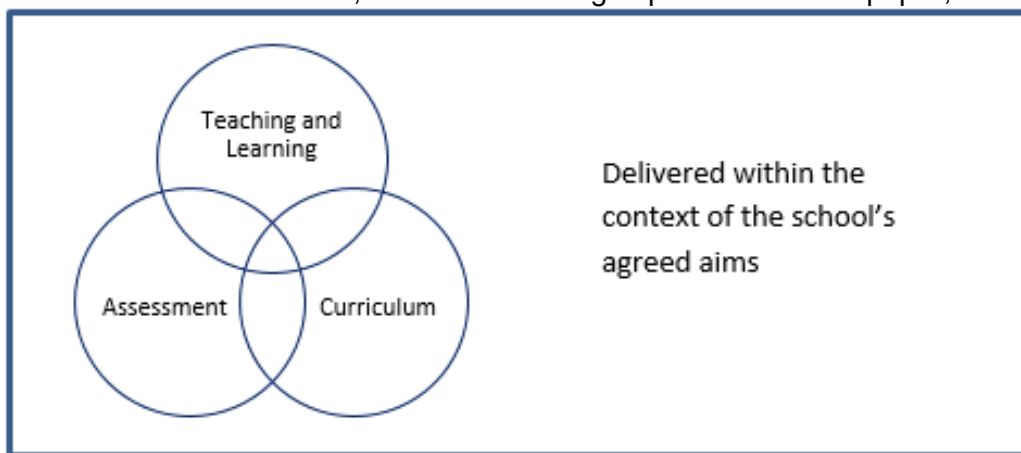 Teaching and
Learning
Assessment
Curriculum
Delivered within the
context of the school's
agreed aims